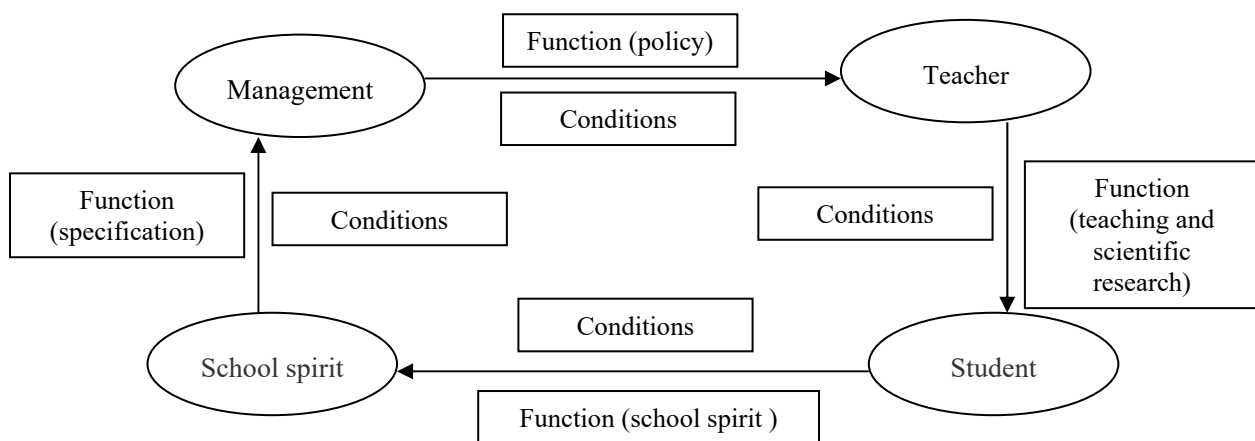 Function (policy)
Management
Teacher
Conditions
Function
(specification)
Conditions
Conditions
Function
(teaching and
scientific
research)
Conditions
School spirit
Student
Function (school spirit )